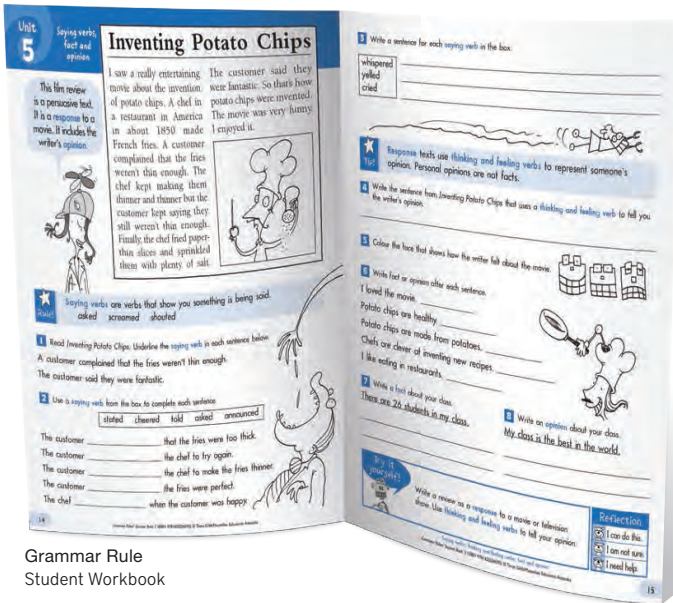 Unit
5
Saying verbs,
fact and
opinion
Inventing Potato Chips
This film review
is a persuasive text.
It is a response to a
movie. It includes the
writer's opinion.
I saw a really entertaining
movie about the invention
of potato chips. A chef in
a restaurant in America
in about 1850 made
French fries. A customer
complained that the fries
weren't thin enough. The
chef kept making them
thinner and thinner but the
customer kept saying they
still weren't thin enough.
Finally, the chef fried paper-
thin slices and sprinkled
them with plenty of salt.
The customer said they
were fantastic. So that's how
potato chips were invented.
The movie was very funny.
I enjoyed it.
Rule!
Saying verbs are verbs that show you something is being said.
asked screamed shouted
1 Read Inventing Potato Chips. Underline the saying verb in each sentence below.
A customer complained that the fries weren't thin enough.
The customer said they were fantastic.
2 Use a saying verb from the box to complete each sentence.
stated cheered told asked announced
The customer ____________ that the fries were too thick.
The customer ____________ the chef to try again.
The customer ____________ the chef to make the fries thinner.
The customer ____________ the fries were perfect.
The chef ____________ when the customer was happy.
14
3 Write a sentence for each saying verb in the box.
whispered
yelled
cried
Tip!
Response texts use thinking and feeling verbs to represent someone's
opinion. Personal opinions are not facts.
4 Write the sentence from Inventing Potato Chips that uses a thinking and feeling verb to tell you
the writer's opinion.
5 Colour the face that shows how the writer felt about the movie.
6 Write fact or opinion after each sentence.
I loved the movie. ____________
Potato chips are healthy. ____________
Potato chips are made from potatoes. ____________
Chefs are clever at inventing new recipes. ____________
I like eating in restaurants. ____________
7 Write a fact about your class.
There are 26 students in my class.
8 Write an opinion about your class.
My class is the best in the world.
Try it
yourself!
Write a review as a response to a movie or television
show. Use thinking and feeling verbs to tell your opinion.
Reflection
I can do this.
I am not sure.
I need help.
15
Grammar Rule
Student Workbook